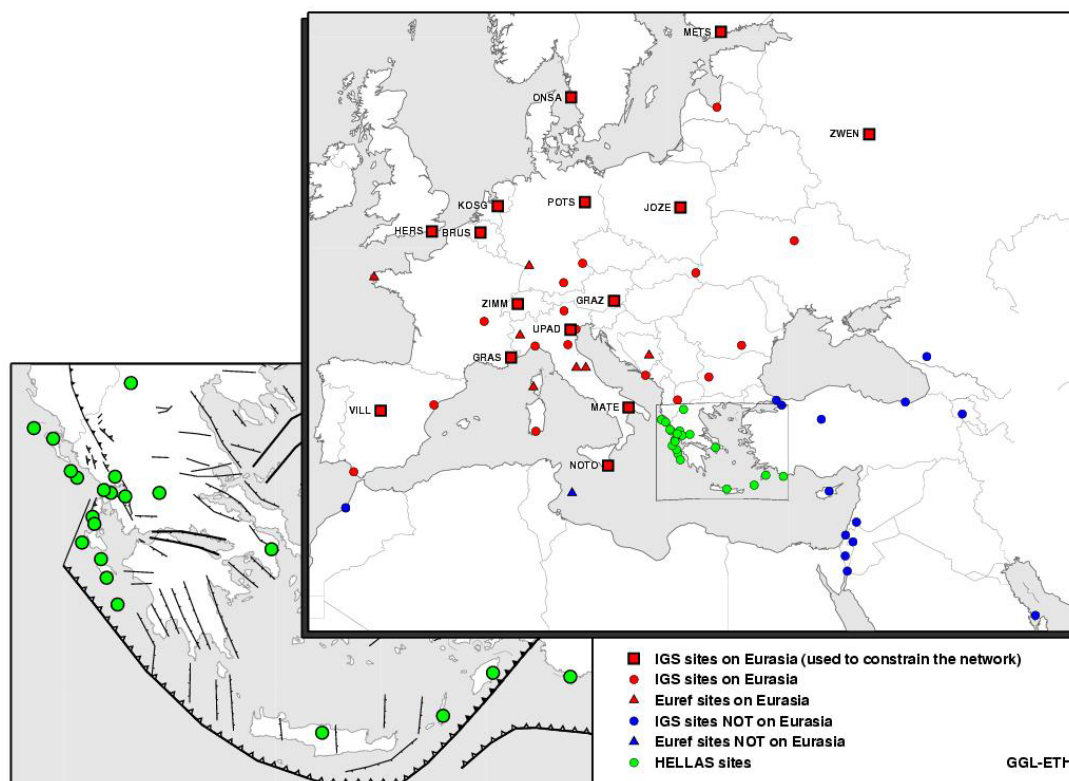 METS
ONSA
ZWEN
KOSG
POTS
JOZE
HERS
BRUS
ZIMM
GRAZ
UPAD
GRAS
VILL
MATE
NOTO
IGS sites on Eurasia (used to constrain the network)
IGS sites on Eurasia
Euref sites on Eurasia
IGS sites NOT on Eurasia
Euref sites NOT on Eurasia
HELLAS sites
GGL-ETH